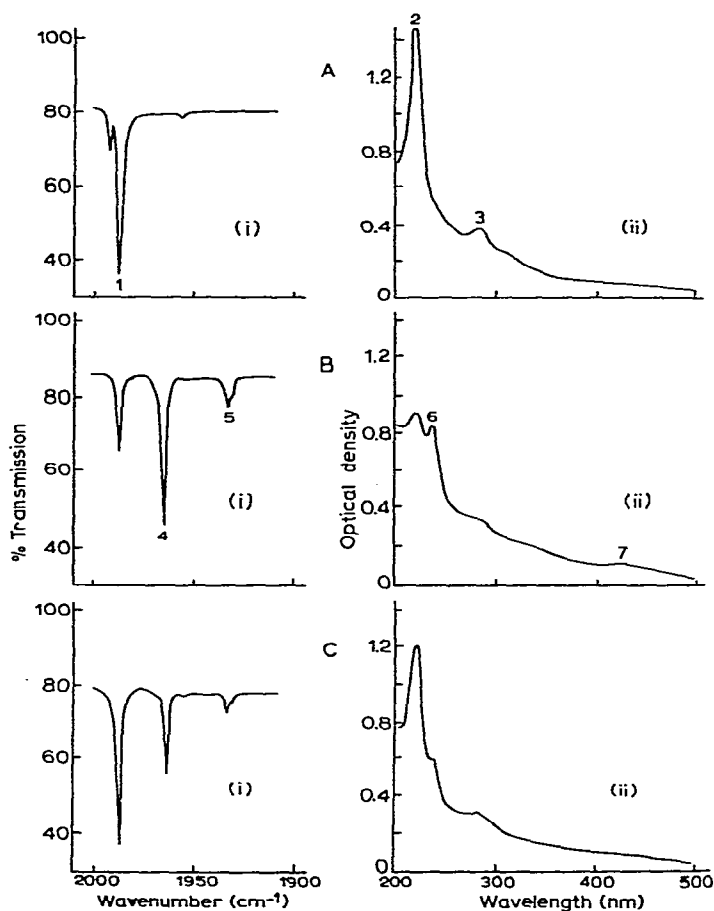 100
80
60
40
(i)
1
A
2
1.2
0.8
0.4
0
3
(ii)
100
80
60
40
% Transmission
(i)
4
5
B
1.2
0.8
0.4
0
Optical density
6
7
(ii)
100
80
60
40
(i)
2000
1950
1900
Wavenumber (cm⁻¹)
C
1.2
0.8
0.4
0
(ii)
200
300
400
500
Wavelength (nm)